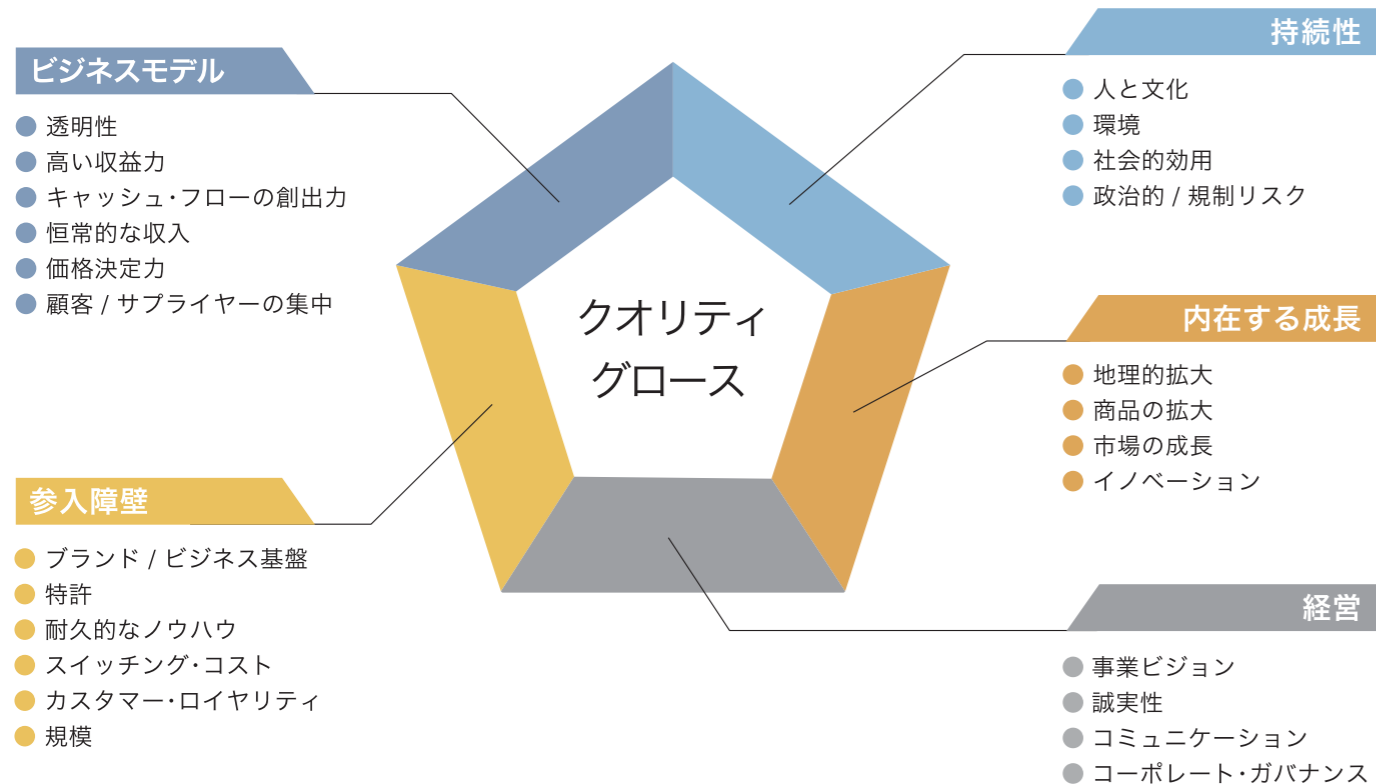 ビジネスモデル
透明性
高い収益力
キャッシュ・フローの創出力
恒常的な収入
価格決定力
顧客 / サプライヤーの集中
持続性
人と文化
環境
社会的効用
政治的 / 規制リスク
クオリティ
グロース
内在する成長
地理的拡大
商品の拡大
市場の成長
イノベーション
参入障壁
ブランド / ビジネス基盤
特許
耐久的なノウハウ
スイッチング・コスト
カスタマー・ロイヤリティ
規模
経営
事業ビジョン
誠実性
コミュニケーション
コーポレート・ガバナンス